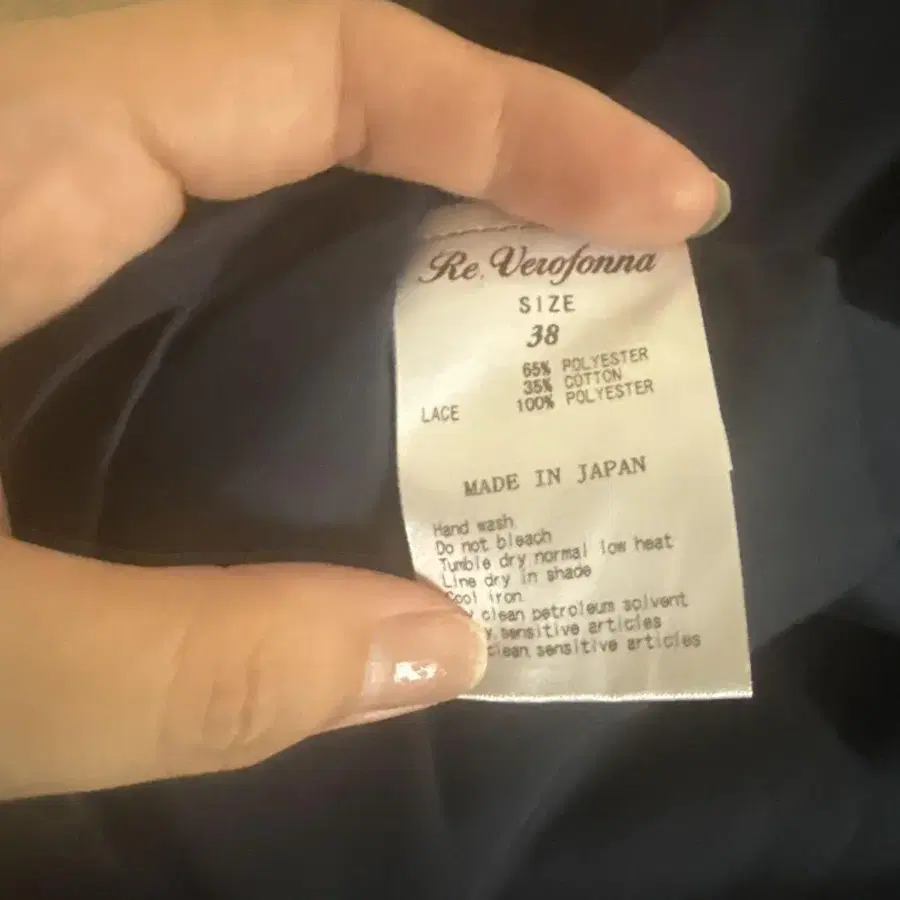 Re.Verofonna
SIZE
38
65% POLYESTER
35% COTTON
LACE 100% POLYESTER
MADE IN JAPAN
Hand wash
Do not bleach
Tumble dry normal low heat
Line dry in shade
Cool iron
clean petroleum solvent
sensitive articles
clean sensitive articles